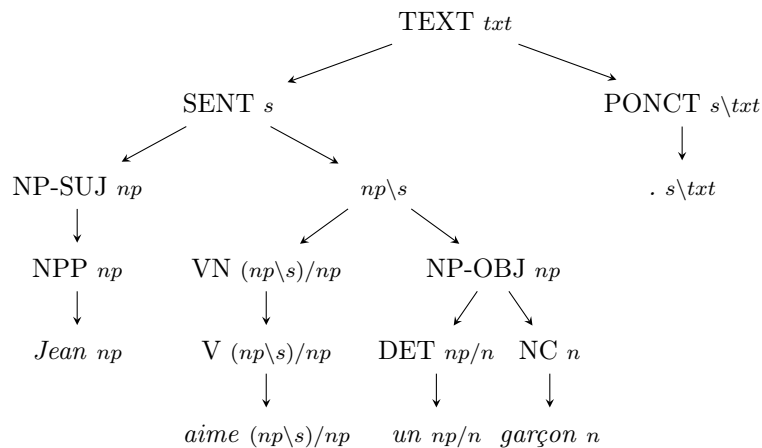 TEXT txt
SENT s PONCT s\txt
NP-SUJ np np\s . s\txt
NPP np VN (np\s)/np NP-OBJ np
Jean np V (np\s)/np DET np/n NC n
aime (np\s)/np un np/n garçon n